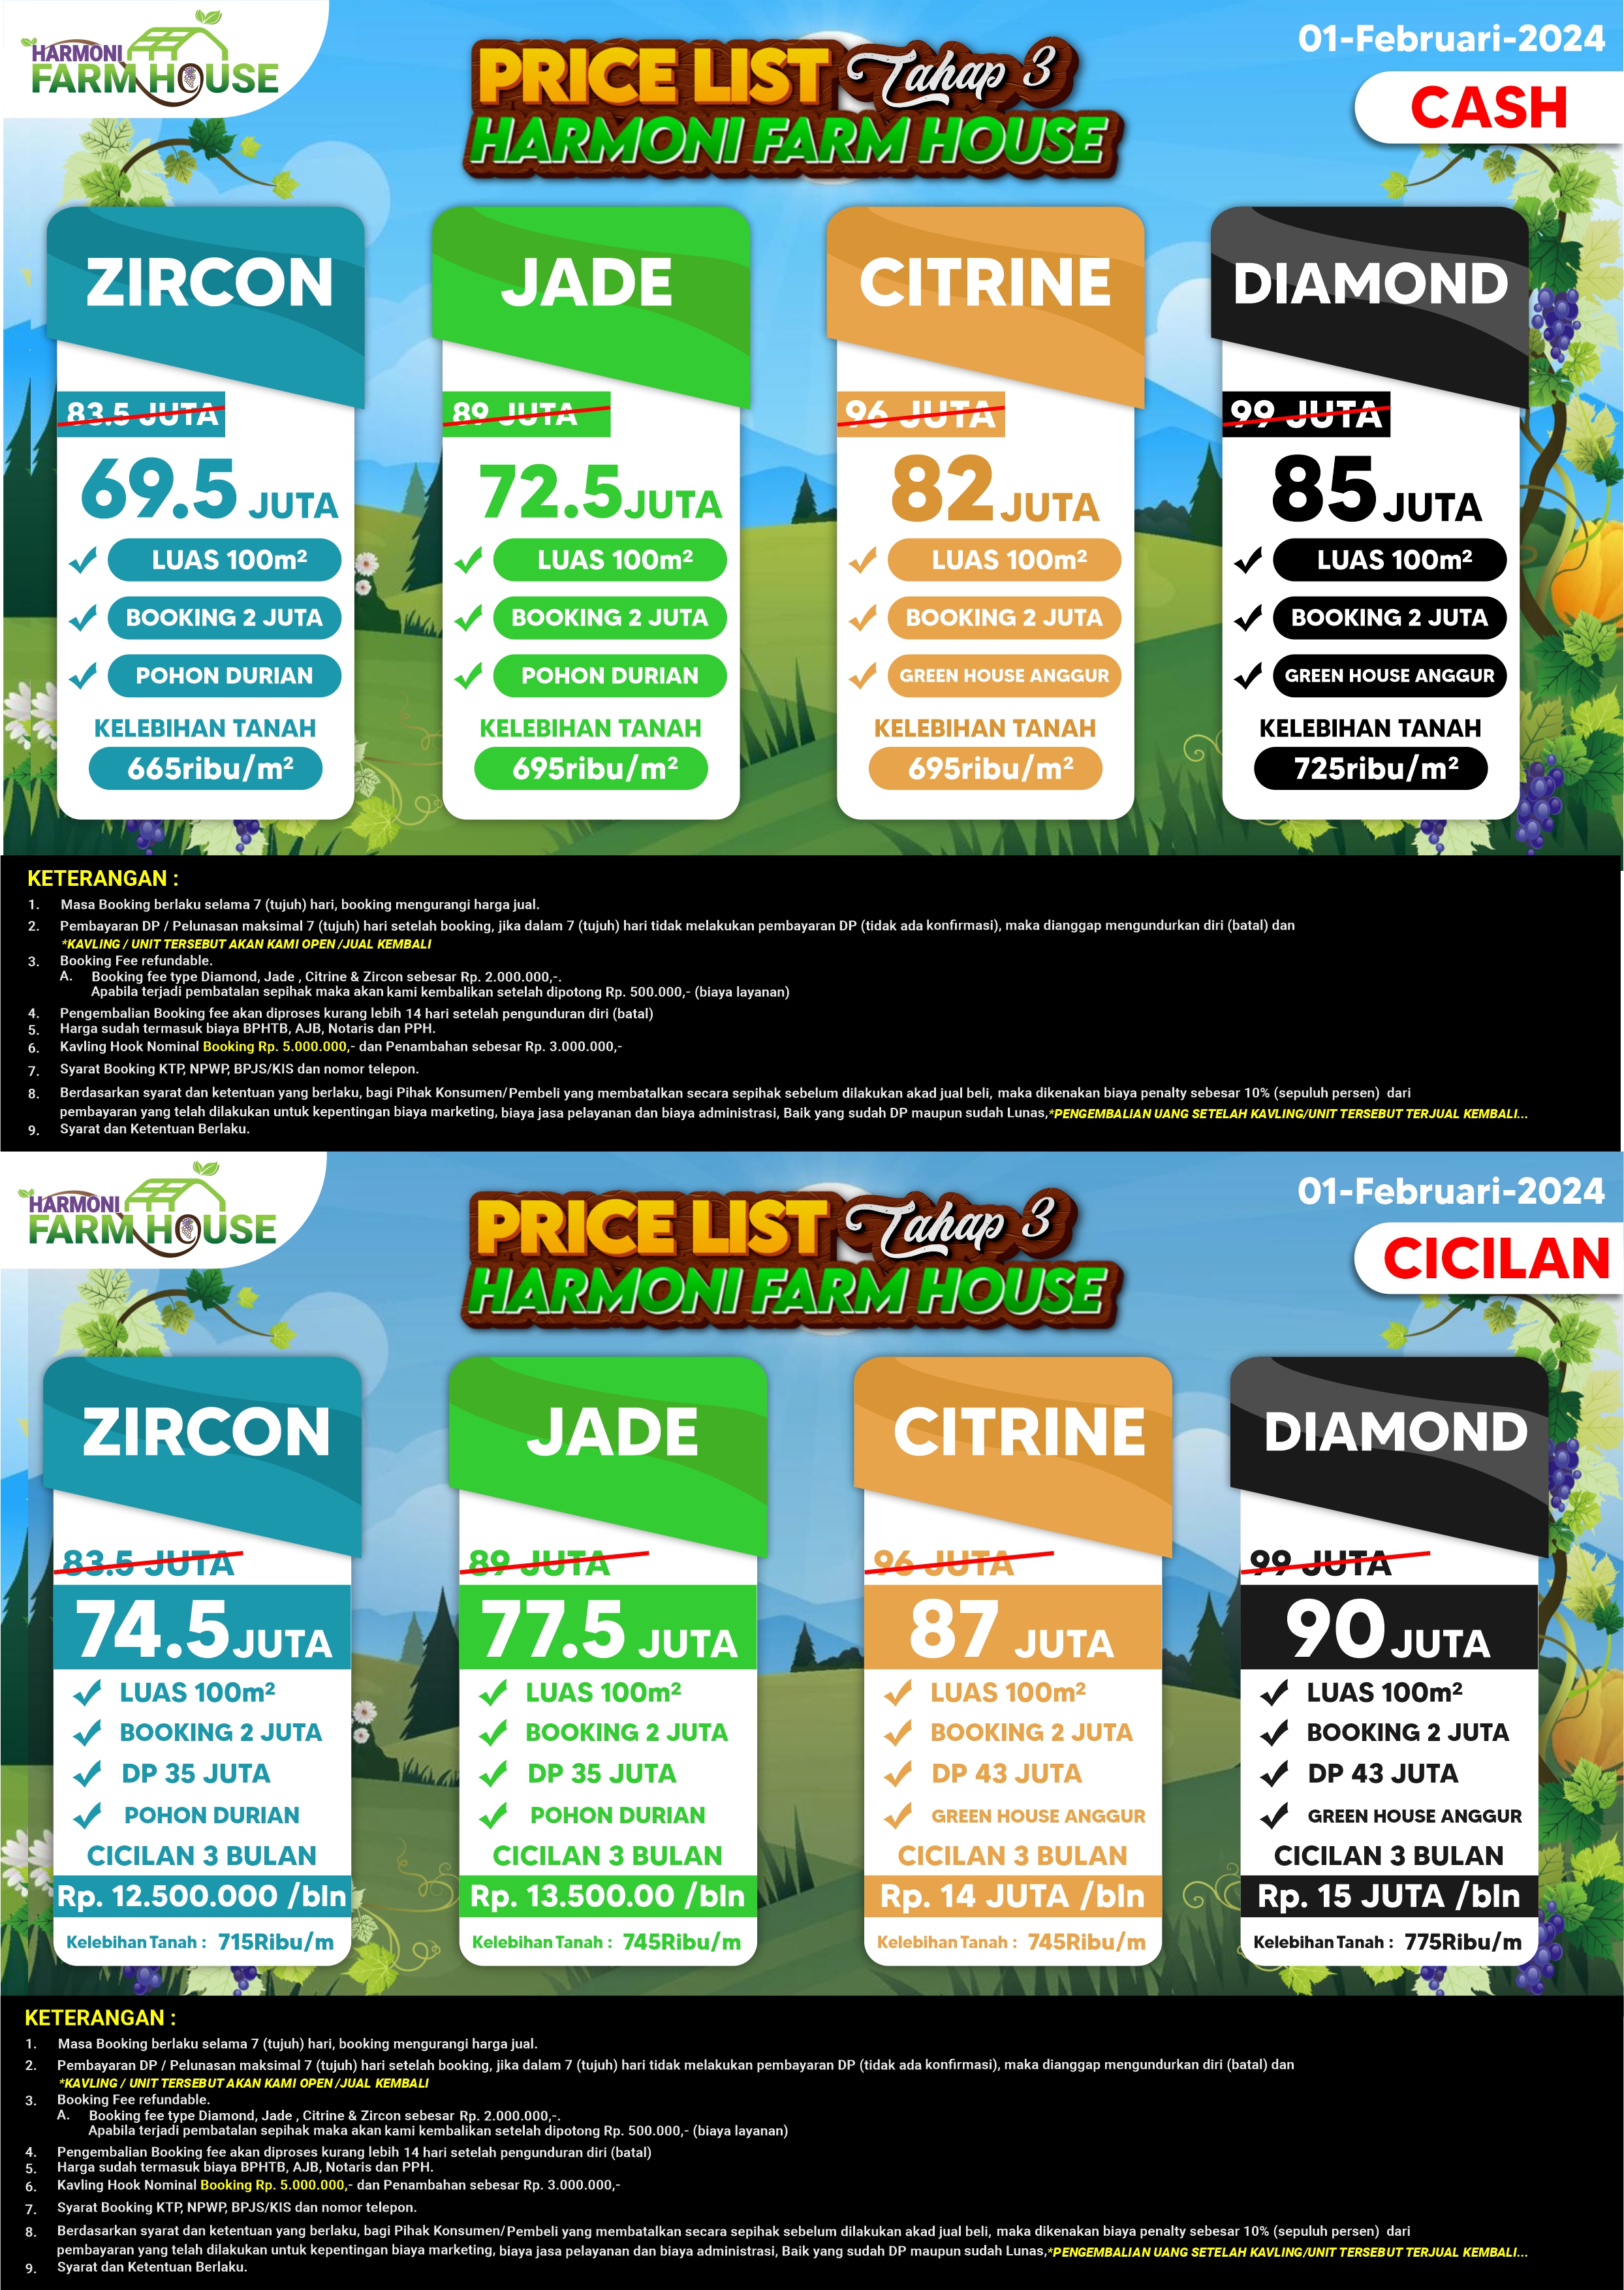 HARMONI
FARM HOUSE
PRICE LIST Tahap 3
HARMONI FARM HOUSE
01-Februari-2024
CASH
ZIRCON
83.5 JUTA
69.5 JUTA
LUAS 100m²
BOOKING 2 JUTA
POHON DURIAN
KELEBIHAN TANAH
665ribu/m²
JADE
89 JUTA
72.5 JUTA
LUAS 100m²
BOOKING 2 JUTA
POHON DURIAN
KELEBIHAN TANAH
695ribu/m²
CITRINE
96 JUTA
82 JUTA
LUAS 100m²
BOOKING 2 JUTA
GREEN HOUSE ANGGUR
KELEBIHAN TANAH
695ribu/m²
DIAMOND
99 JUTA
85 JUTA
LUAS 100m²
BOOKING 2 JUTA
GREEN HOUSE ANGGUR
KELEBIHAN TANAH
725ribu/m²
KETERANGAN :
1. Masa Booking berlaku selama 7 (tujuh) hari, booking mengurangi harga jual.
2. Pembayaran DP / Pelunasan maksimal 7 (tujuh) hari setelah booking, jika dalam 7 (tujuh) hari tidak melakukan pembayaran DP (tidak ada konfirmasi), maka dianggap mengundurkan diri (batal) dan
*KAVLING / UNIT TERSEBUT AKAN KAMI OPEN /JUAL KEMBALI
3. Booking Fee refundable.
A. Booking fee type Diamond, Jade , Citrine & Zircon sebesar Rp. 2.000.000,-.
Apabila terjadi pembatalan sepihak maka akan kami kembalikan setelah dipotong Rp. 500.000,- (biaya layanan)
4. Pengembalian Booking fee akan diproses kurang lebih 14 hari setelah pengunduran diri (batal)
5. Harga sudah termasuk biaya BPHTB, AJB, Notaris dan PPH.
6. Kavling Hook Nominal Booking Rp. 5.000.000,- dan Penambahan sebesar Rp. 3.000.000,-
7. Syarat Booking KTP, NPWP, BPJS/KIS dan nomor telepon.
8. Berdasarkan syarat dan ketentuan yang berlaku, bagi Pihak Konsumen/Pembeli yang membatalkan secara sepihak sebelum dilakukan akad jual beli, maka dikenakan biaya penalty sebesar 10% (sepuluh persen) dari
pembayaran yang telah dilakukan untuk kepentingan biaya marketing, biaya jasa pelayanan dan biaya administrasi, Baik yang sudah DP maupun sudah Lunas,*PENGEMBALIAN UANG SETELAH KAVLING/UNIT TERSEBUT TERJUAL KEMBALI...
9. Syarat dan Ketentuan Berlaku.
HARMONI
FARM HOUSE
PRICE LIST Tahap 3
HARMONI FARM HOUSE
01-Februari-2024
CICILAN
ZIRCON
83.5 JUTA
74.5 JUTA
LUAS 100m²
BOOKING 2 JUTA
DP 35 JUTA
POHON DURIAN
CICILAN 3 BULAN
Rp. 12.500.000 /bln
Kelebihan Tanah : 715Ribu/m
JADE
89 JUTA
77.5 JUTA
LUAS 100m²
BOOKING 2 JUTA
DP 35 JUTA
POHON DURIAN
CICILAN 3 BULAN
Rp. 13.500.00 /bln
Kelebihan Tanah : 745Ribu/m
CITRINE
96 JUTA
87 JUTA
LUAS 100m²
BOOKING 2 JUTA
DP 43 JUTA
GREEN HOUSE ANGGUR
CICILAN 3 BULAN
Rp. 14 JUTA /bln
Kelebihan Tanah : 745Ribu/m
DIAMOND
99 JUTA
90 JUTA
LUAS 100m²
BOOKING 2 JUTA
DP 43 JUTA
GREEN HOUSE ANGGUR
CICILAN 3 BULAN
Rp. 15 JUTA /bln
Kelebihan Tanah : 775Ribu/m
KETERANGAN :
1. Masa Booking berlaku selama 7 (tujuh) hari, booking mengurangi harga jual.
2. Pembayaran DP / Pelunasan maksimal 7 (tujuh) hari setelah booking, jika dalam 7 (tujuh) hari tidak melakukan pembayaran DP (tidak ada konfirmasi), maka dianggap mengundurkan diri (batal) dan
*KAVLING / UNIT TERSEBUT AKAN KAMI OPEN /JUAL KEMBALI
3. Booking Fee refundable.
A. Booking fee type Diamond, Jade , Citrine & Zircon sebesar Rp. 2.000.000,-.
Apabila terjadi pembatalan sepihak maka akan kami kembalikan setelah dipotong Rp. 500.000,- (biaya layanan)
4. Pengembalian Booking fee akan diproses kurang lebih 14 hari setelah pengunduran diri (batal)
5. Harga sudah termasuk biaya BPHTB, AJB, Notaris dan PPH.
6. Kavling Hook Nominal Booking Rp. 5.000.000,- dan Penambahan sebesar Rp. 3.000.000,-
7. Syarat Booking KTP, NPWP, BPJS/KIS dan nomor telepon.
8. Berdasarkan syarat dan ketentuan yang berlaku, bagi Pihak Konsumen/Pembeli yang membatalkan secara sepihak sebelum dilakukan akad jual beli, maka dikenakan biaya penalty sebesar 10% (sepuluh persen) dari
pembayaran yang telah dilakukan untuk kepentingan biaya marketing, biaya jasa pelayanan dan biaya administrasi, Baik yang sudah DP maupun sudah Lunas,*PENGEMBALIAN UANG SETELAH KAVLING/UNIT TERSEBUT TERJUAL KEMBALI...
9. Syarat dan Ketentuan Berlaku.